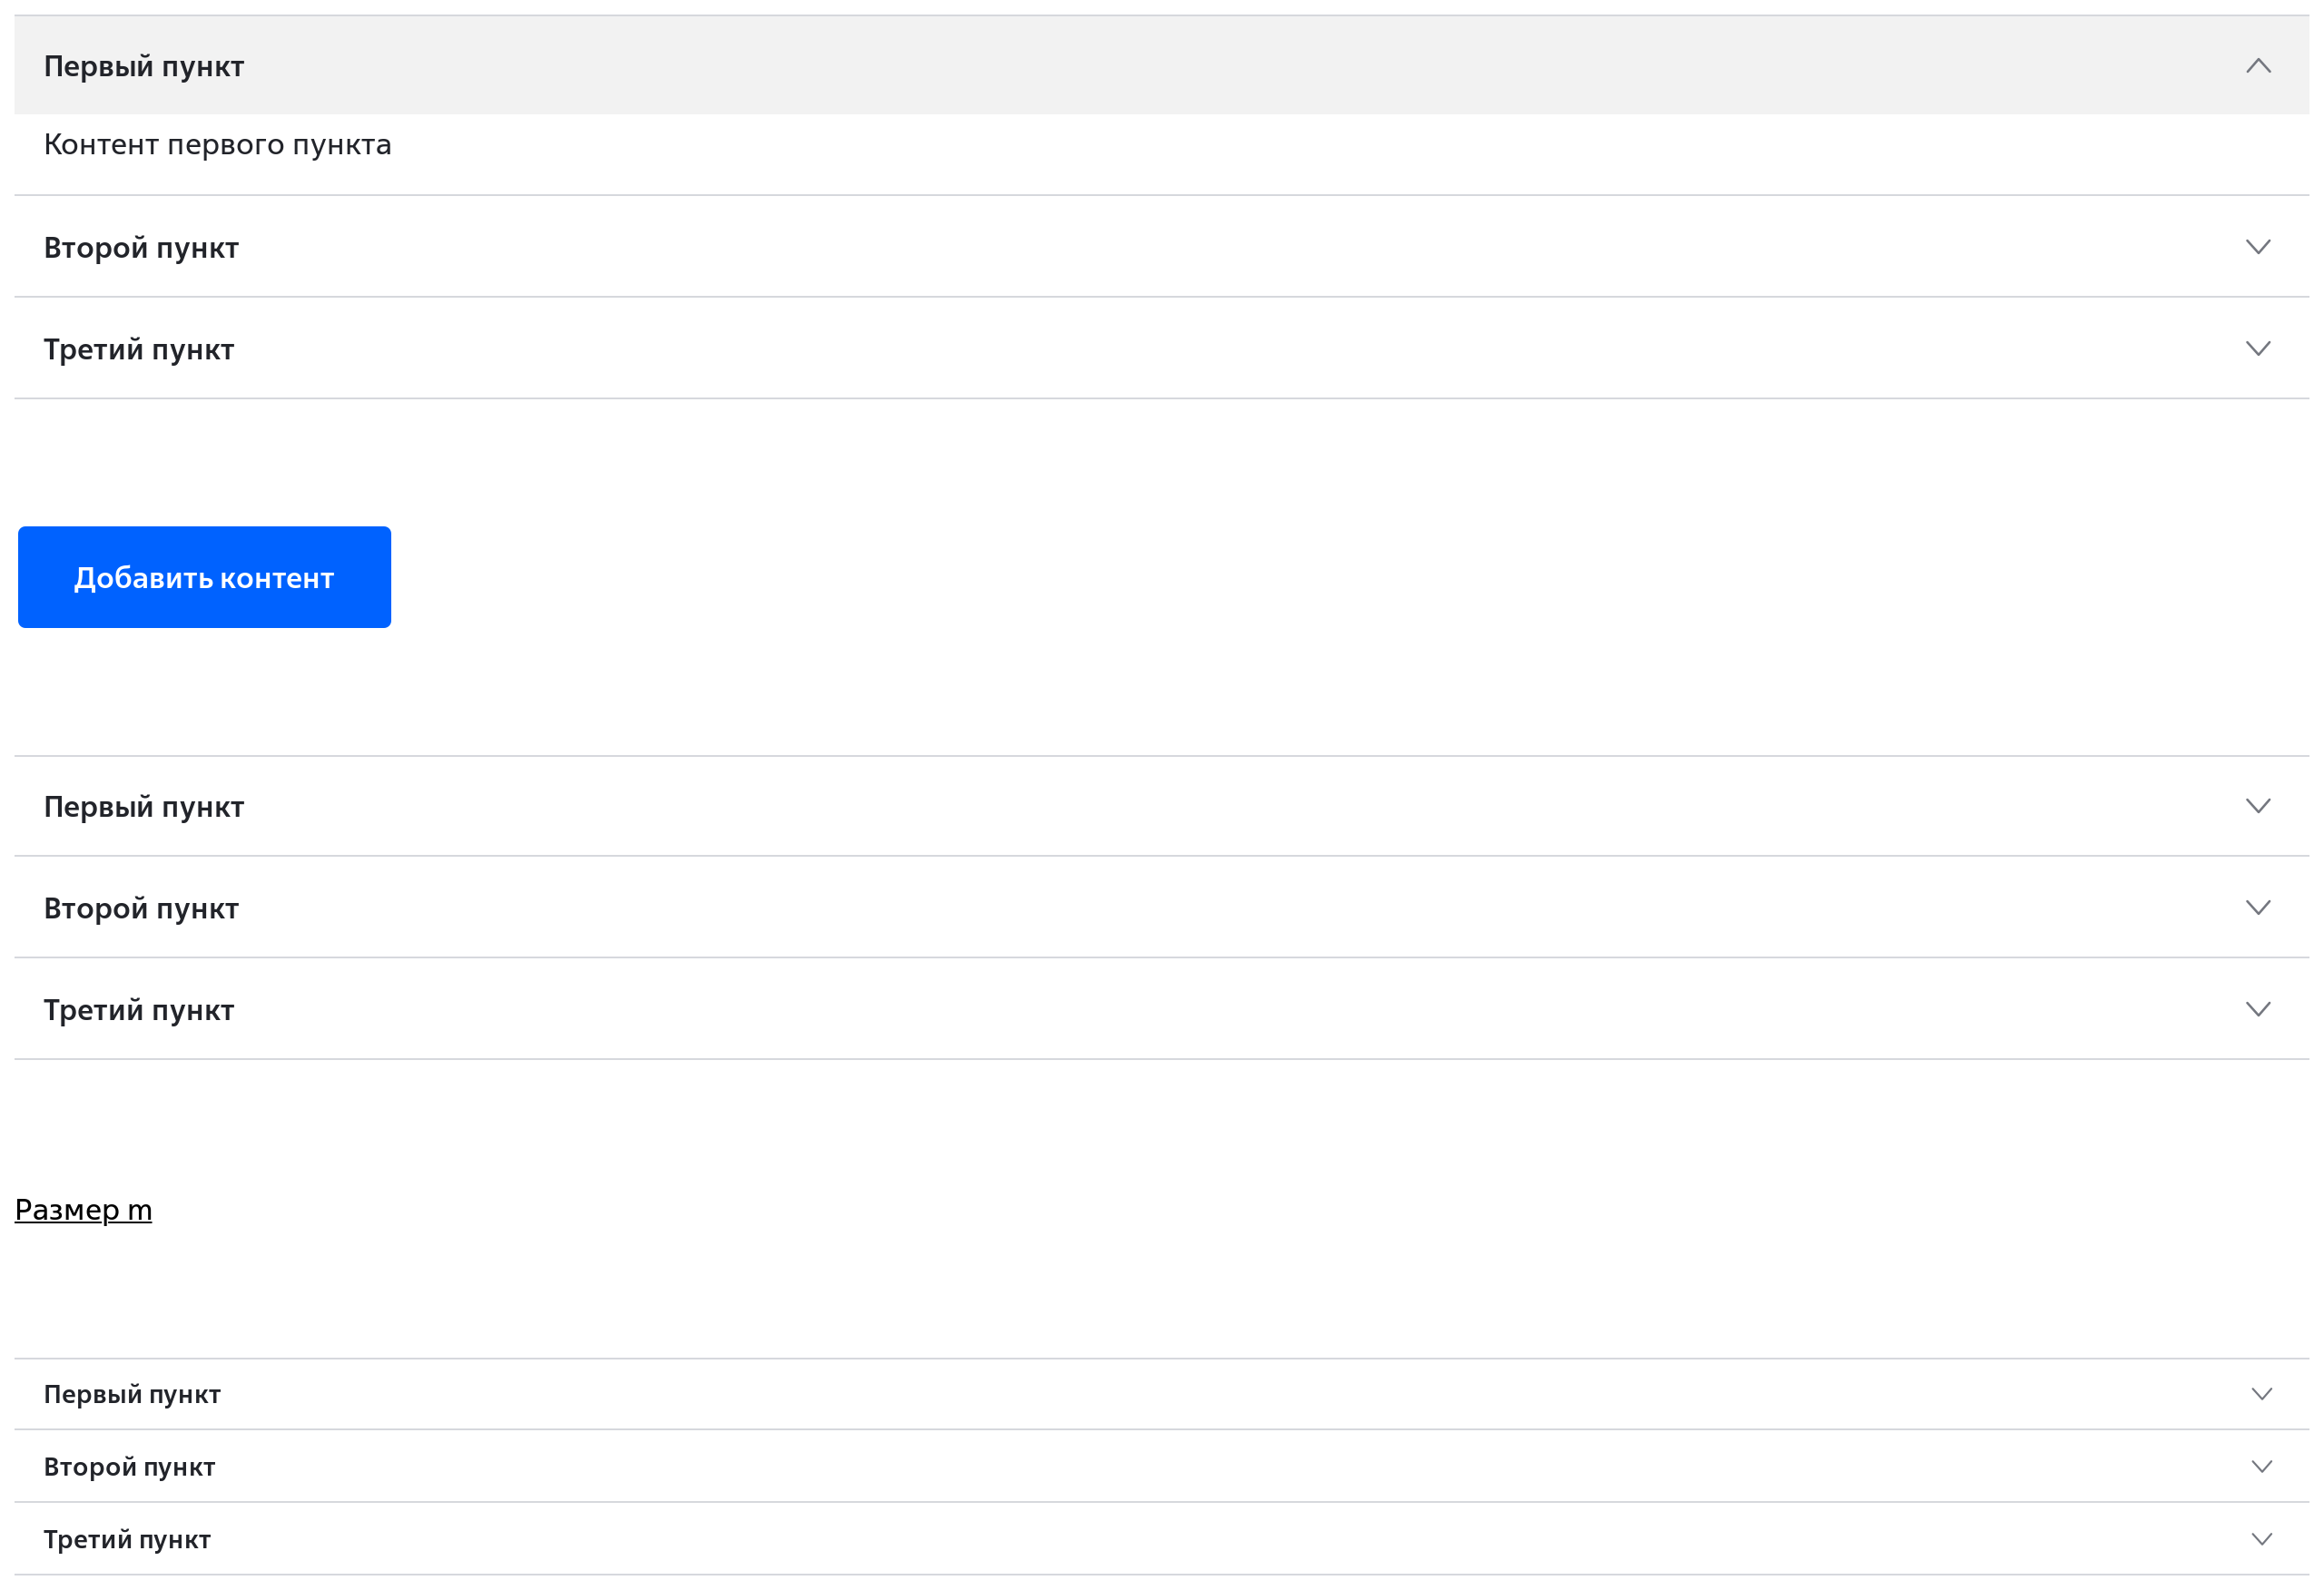 Первый пункт
Контент первого пункта
Второй пункт
Третий пункт
Добавить контент
Первый пункт
Второй пункт
Третий пункт
Размер m
Первый пункт
Второй пункт
Третий пункт